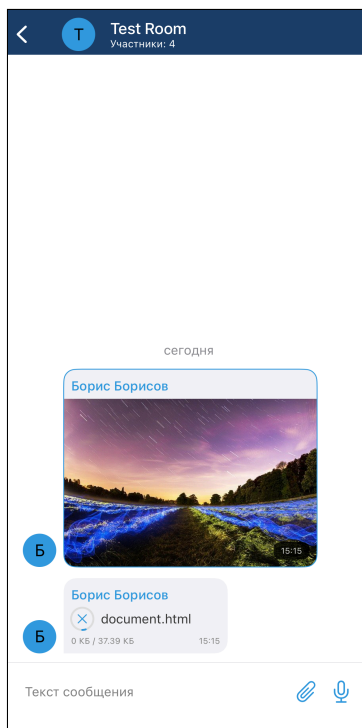 Т
Test Room
Участники: 4
сегодня
Борис Борисов
15:15
Б
Борис Борисов
document.html
0 КБ / 37.39 КБ
15:15
Б
Текст сообщения